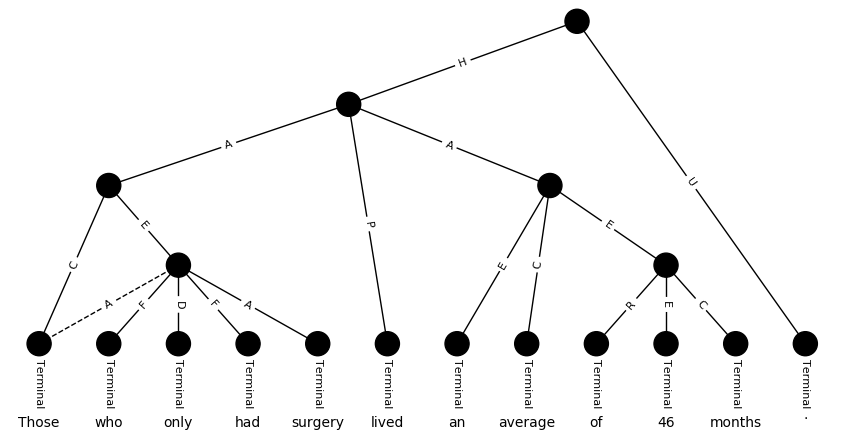 H
A
A
U
E
P
E
C
E
C
A
F
D
F
A
R
E
C
Terminal Terminal Terminal Terminal Terminal Terminal Terminal Terminal Terminal Terminal Terminal Terminal
Those who only had surgery lived an average of 46 months .